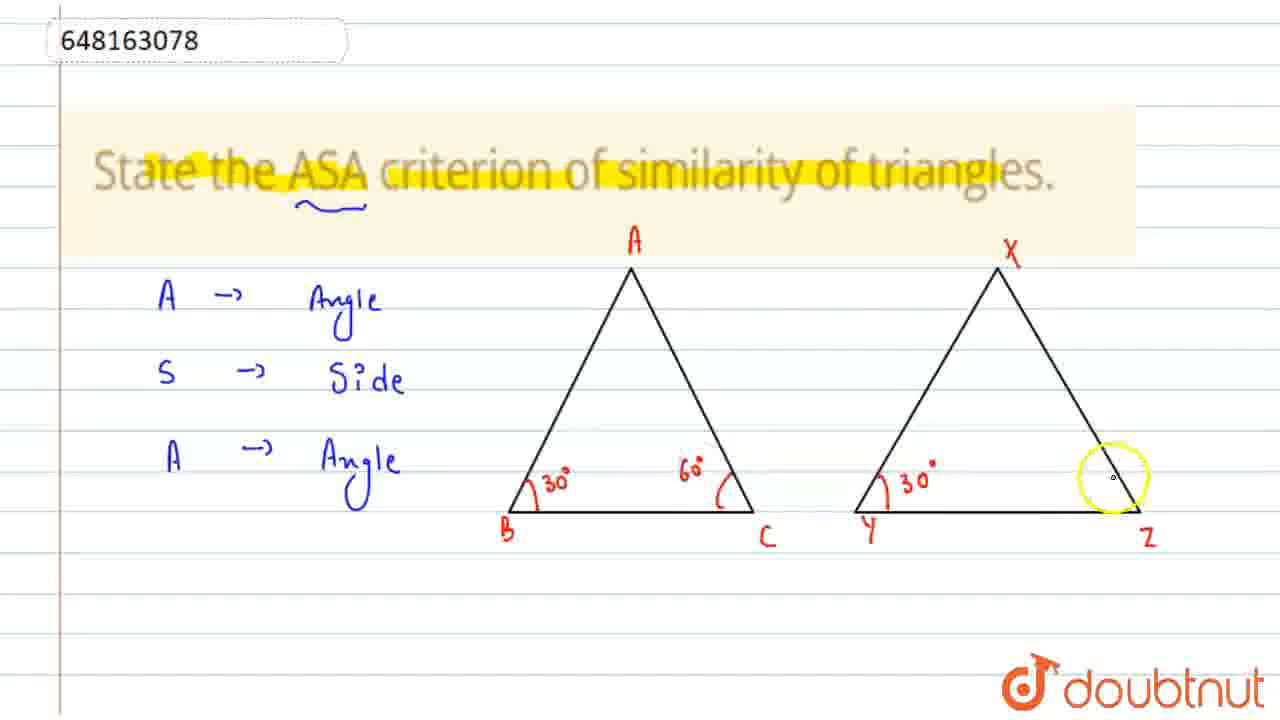 648163078
State the ASA criterion of similarity of triangles.
A → Angle
S → Side
A → Angle
A
30°
60°
B
C
X
30°
Y
Z
doubtnut